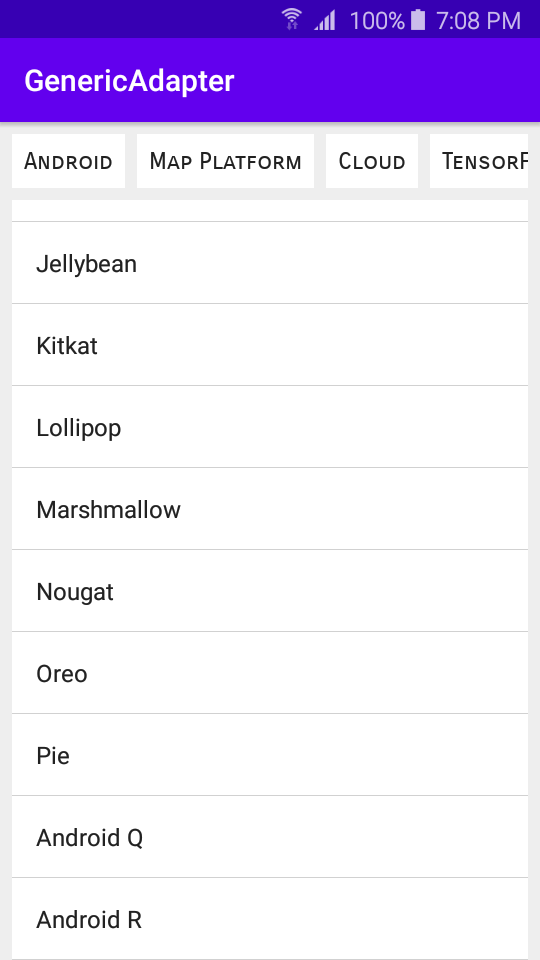 100% 7:08 PM
GenericAdapter
Android Map Platform Cloud TensorF
Jellybean
Kitkat
Lollipop
Marshmallow
Nougat
Oreo
Pie
Android Q
Android R